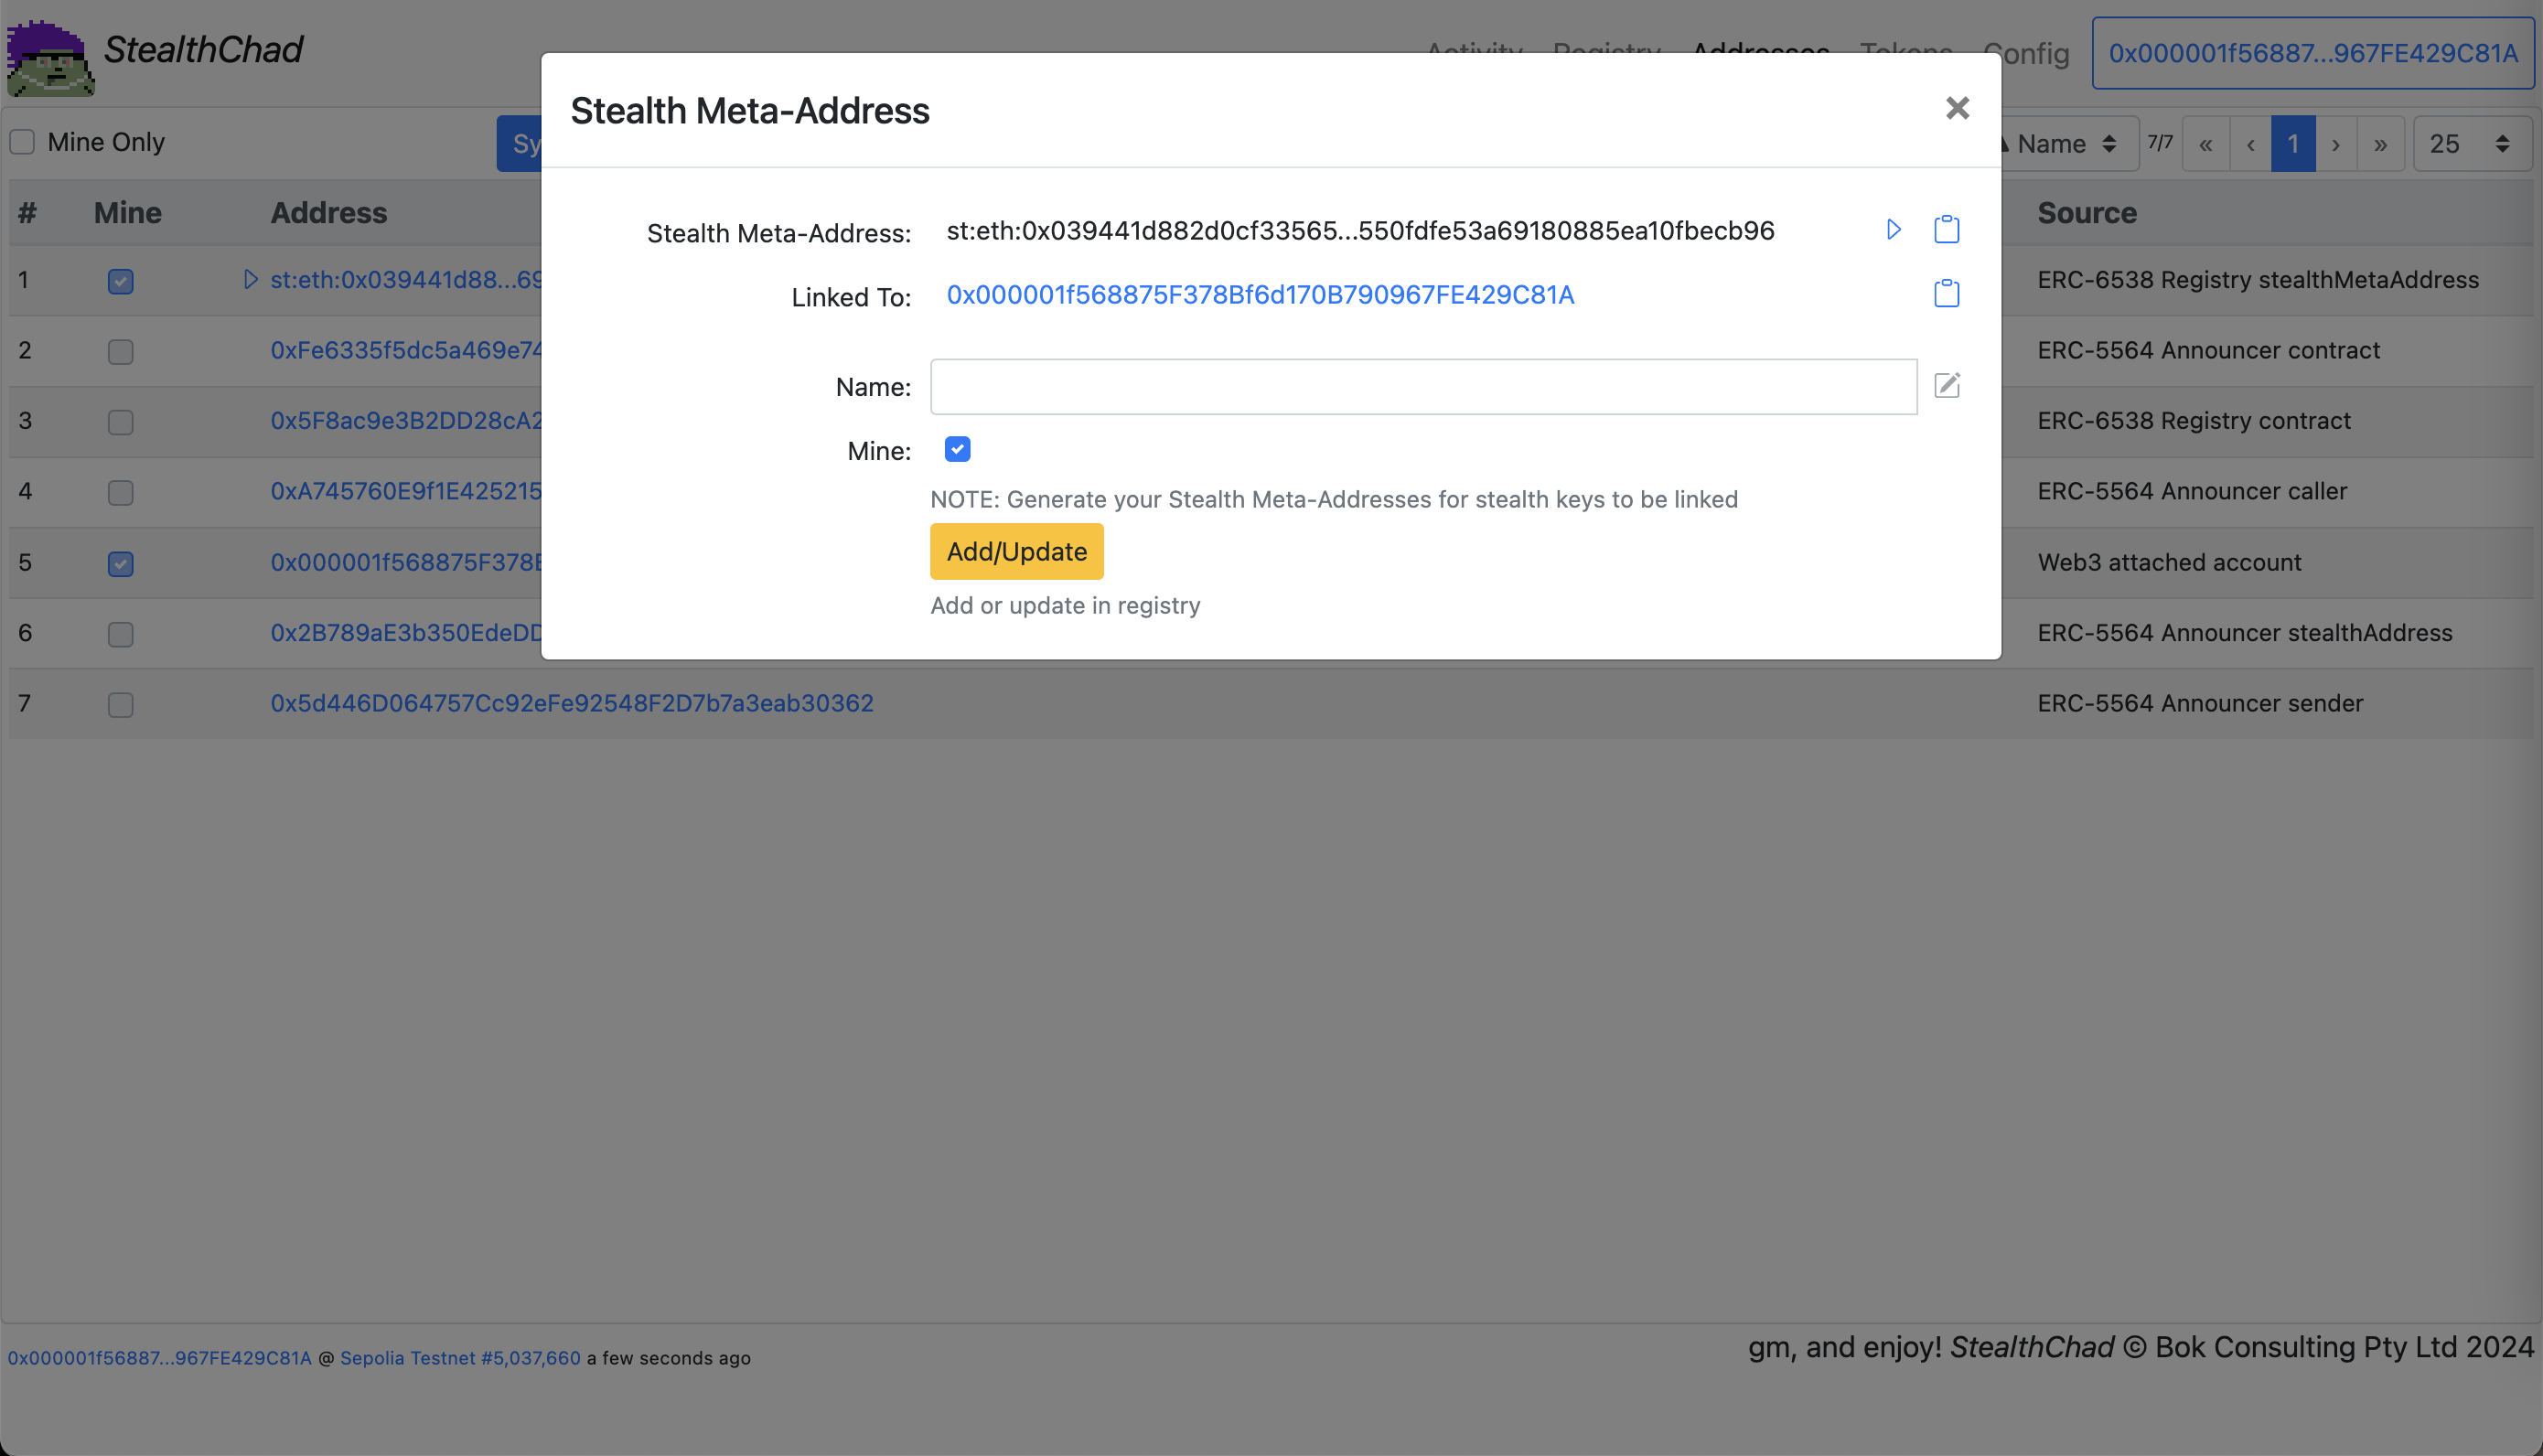 StealthChad
Activity Registry Addresses Tokens Config 0x000001f56887...967FE429C81A
Mine Only
Name 7/7 « ‹ 1 › » 25
# Mine Address Source
1 st:eth:0x039441d88...69 ERC-6538 Registry stealthMetaAddress
2 0xFe6335f5dc5a469e74 ERC-5564 Announcer contract
3 0x5F8ac9e3B2DD28cA2 ERC-6538 Registry contract
4 0xA745760E9f1E425215 ERC-5564 Announcer caller
5 0x000001f568875F378B Web3 attached account
6 0x2B789aE3b350EdeDD ERC-5564 Announcer stealthAddress
7 0x5d446D064757Cc92eFe92548F2D7b7a3eab30362 ERC-5564 Announcer sender
Stealth Meta-Address
Stealth Meta-Address: st:eth:0x039441d882d0cf33565...550fdfe53a69180885ea10fbecb96
Linked To: 0x000001f568875F378Bf6d170B790967FE429C81A
Name:
Mine:
NOTE: Generate your Stealth Meta-Addresses for stealth keys to be linked
Add/Update
Add or update in registry
0x000001f56887...967FE429C81A @ Sepolia Testnet #5,037,660 a few seconds ago
gm, and enjoy! StealthChad © Bok Consulting Pty Ltd 2024